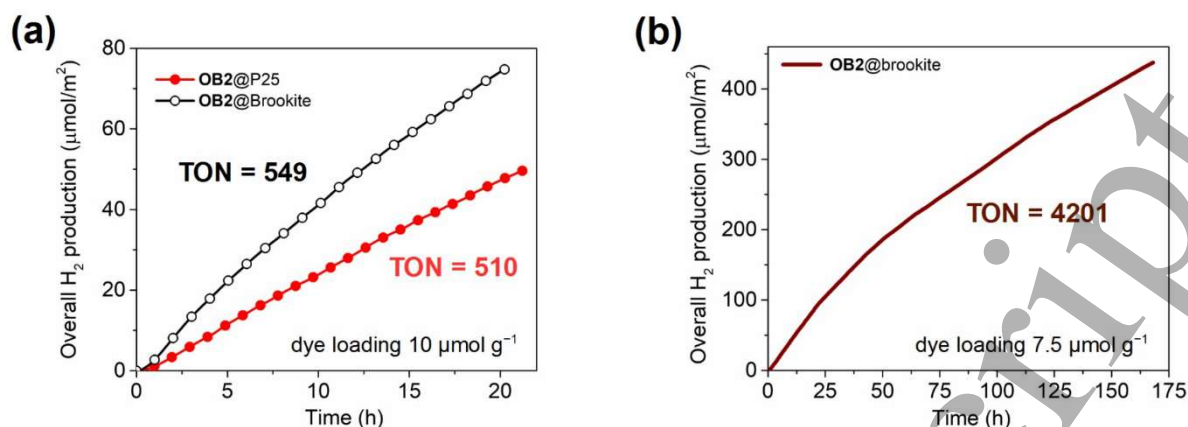 (a)
Overall H₂ production (μmol/m²)
80
60
40
20
0
OB2@P25
OB2@Brookite
TON = 549
TON = 510
dye loading 10 μmol g⁻¹
0 5 10 15 20
Time (h)
(b)
Overall H₂ production (μmol/m²)
400
300
200
100
0
OB2@brookite
TON = 4201
dye loading 7.5 μmol g⁻¹
0 25 50 75 100 125 150 175
Time (h)
ript